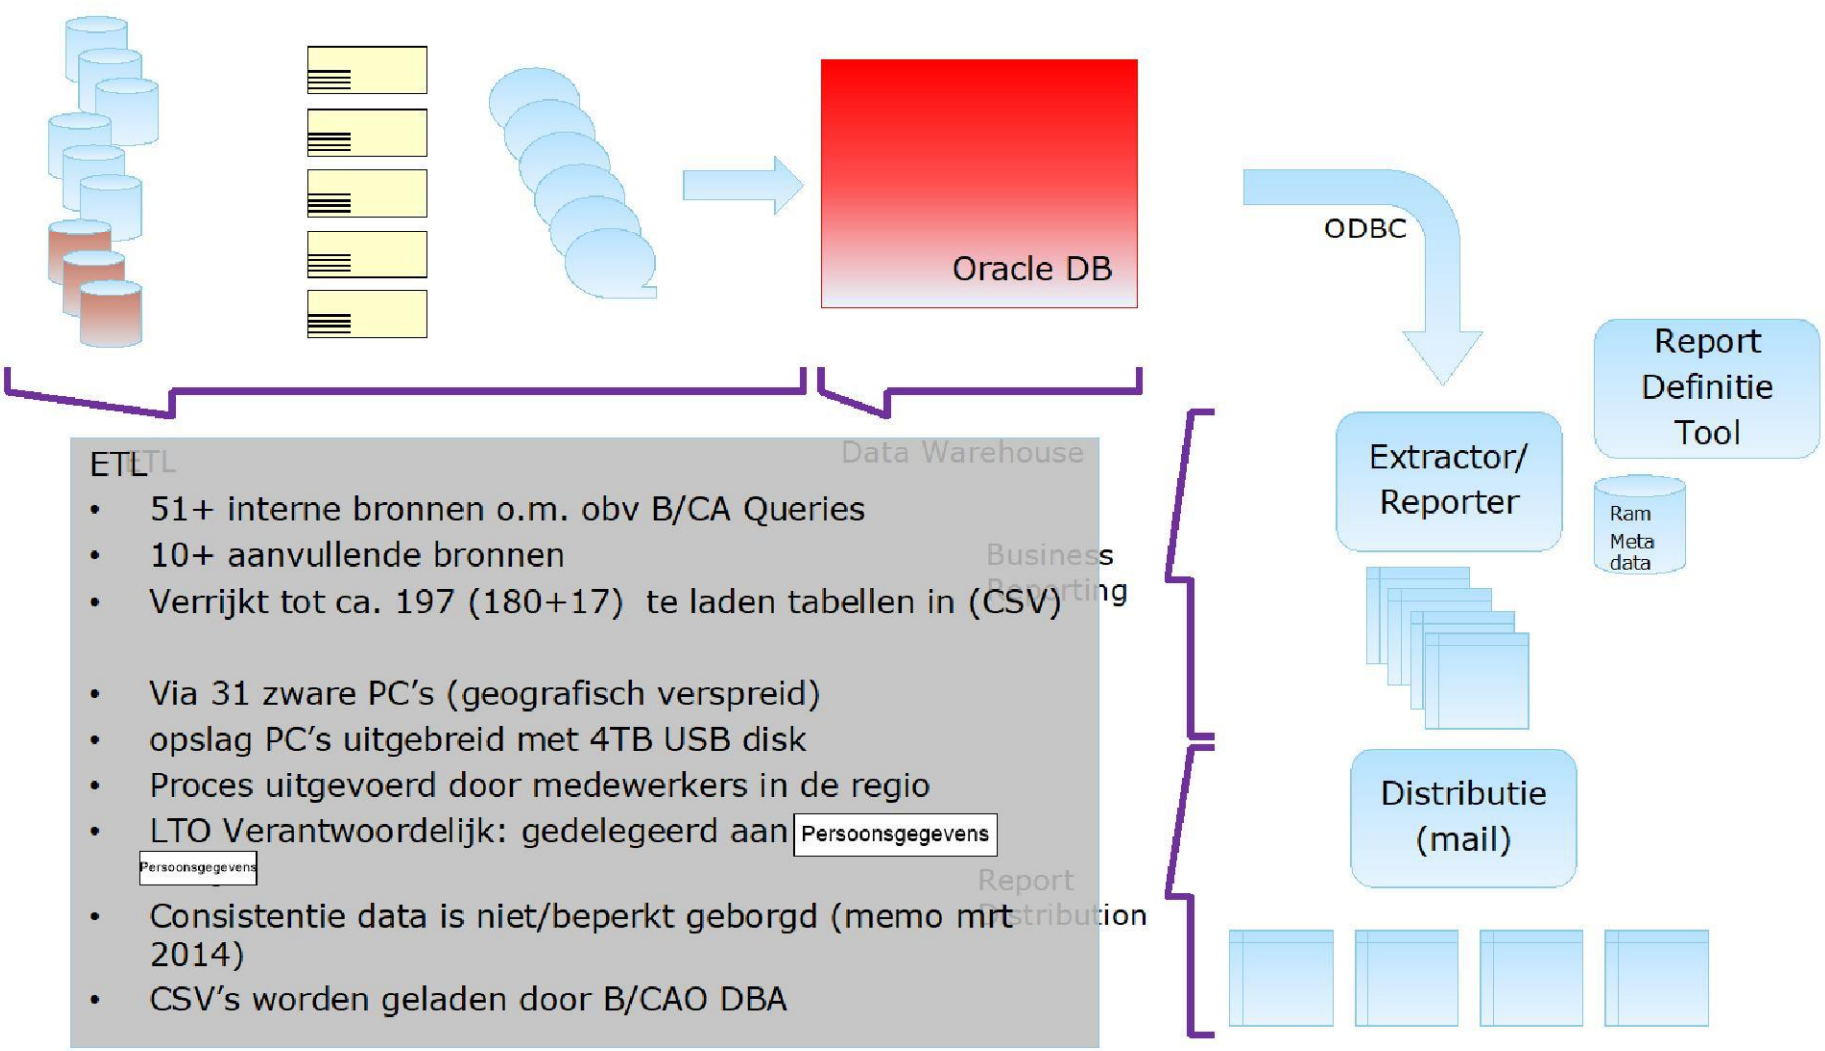 Oracle DB
ODBC
Report
Definitie
Tool
Extractor/
Reporter
Ram
Meta
data
Data Warehouse
ETL
ETL
• 51+ interne bronnen o.m. obv B/CA Queries
• 10+ aanvullende bronnen
• Verrijkt tot ca. 197 (180+17) te laden tabellen in (CSV)
Business
Reporting
• Via 31 zware PC’s (geografisch verspreid)
• opslag PC’s uitgebreid met 4TB USB disk
• Proces uitgevoerd door medewerkers in de regio
• LTO Verantwoordelijk: gedelegeerd aan Persoonsgegevens
Persoonsgegevens
• Consistentie data is niet/beperkt geborgd (memo mrt
2014)
• CSV’s worden geladen door B/CAO DBA
Report
Distribution
Distributie
(mail)